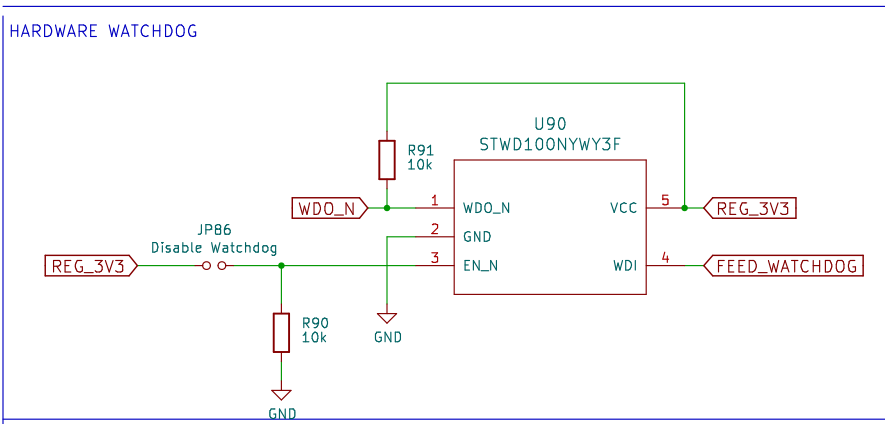 HARDWARE WATCHDOG
U90
STWD100NYWY3F
R91
10k
WDO_N
1
WDO_N
VCC
5
REG_3V3
2
GND
JP86
Disable Watchdog
REG_3V3
3
EN_N
WDI
4
FEED_WATCHDOG
R90
10k
GND
GND